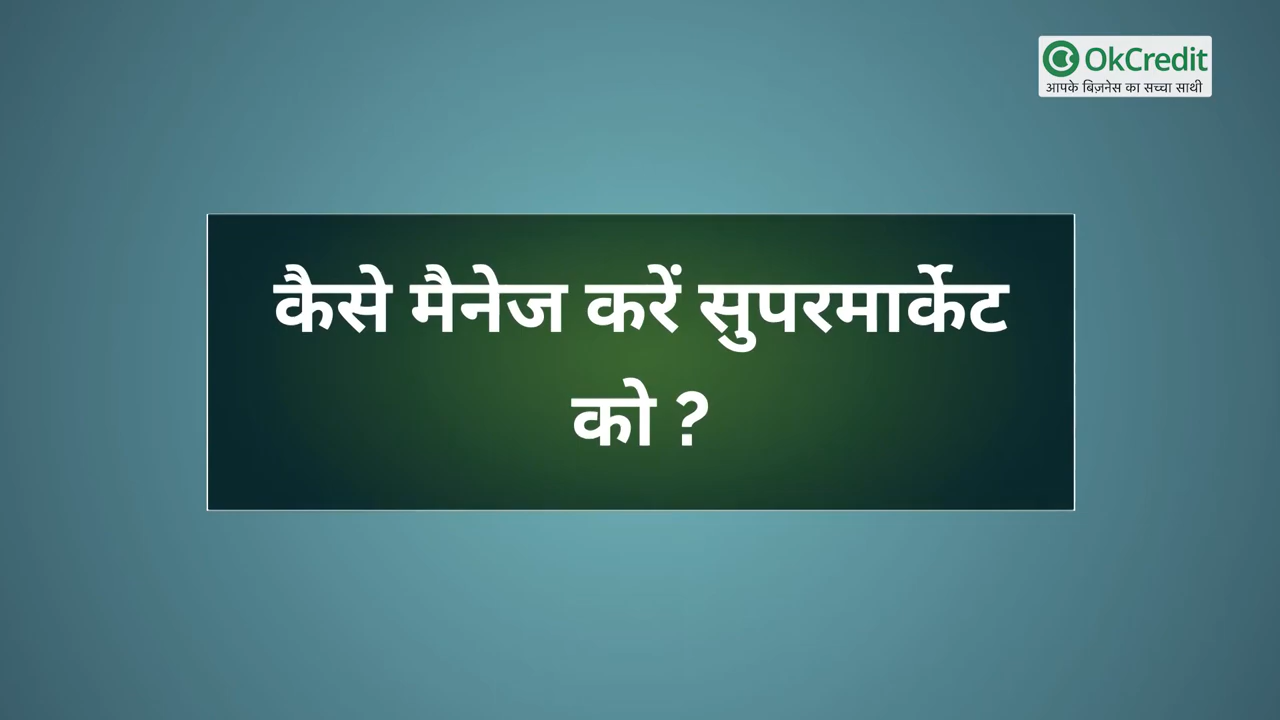 OkCredit
आपके बिज़नेस का सच्चा साथी
कैसे मैनेज करें सुपरमार्केट
को ?